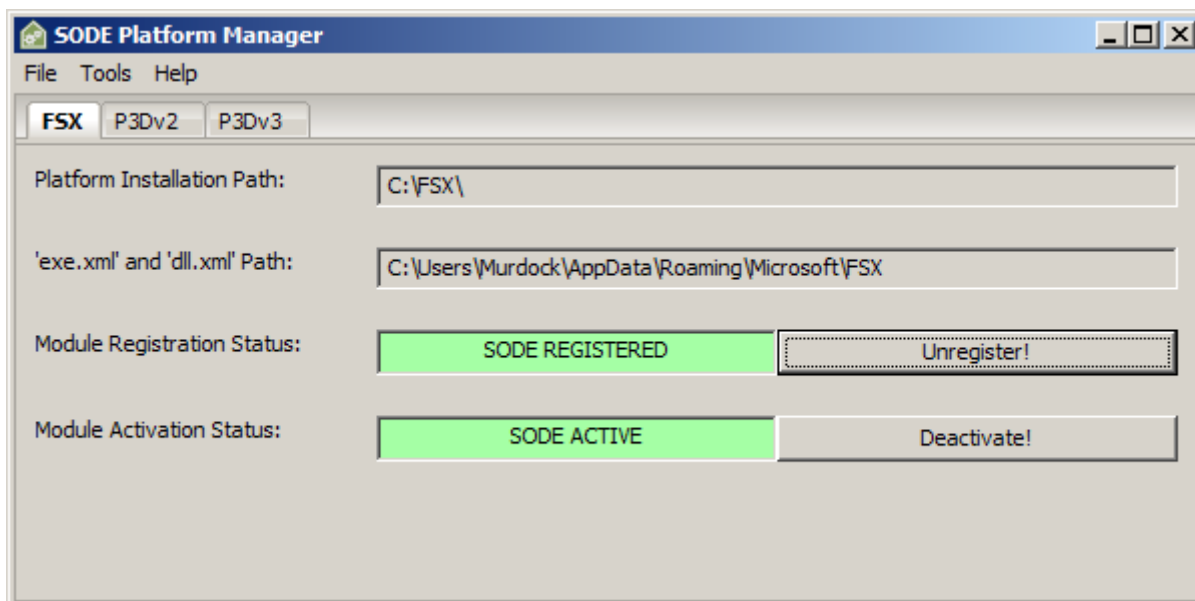 SODE Platform Manager
File Tools Help
FSX P3Dv2 P3Dv3
Platform Installation Path: C:\FSX\
'exe.xml' and 'dll.xml' Path: C:\Users\Murdock\AppData\Roaming\Microsoft\FSX
Module Registration Status: SODE REGISTERED Unregister!
Module Activation Status: SODE ACTIVE Deactivate!